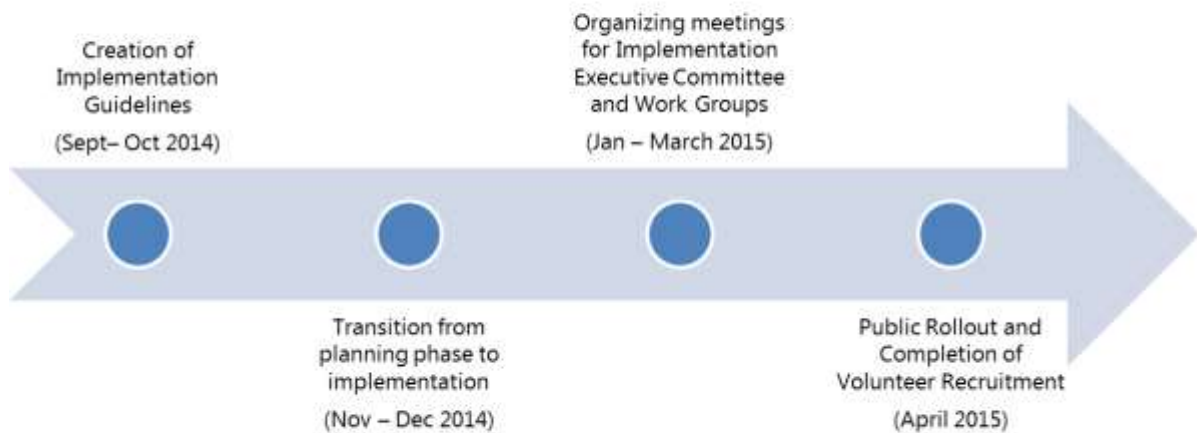 Creation of
Implementation
Guidelines
(Sept– Oct 2014)
Transition from
planning phase to
implementation
(Nov – Dec 2014)
Organizing meetings
for Implementation
Executive Committee
and Work Groups
(Jan – March 2015)
Public Rollout and
Completion of
Volunteer Recruitment
(April 2015)